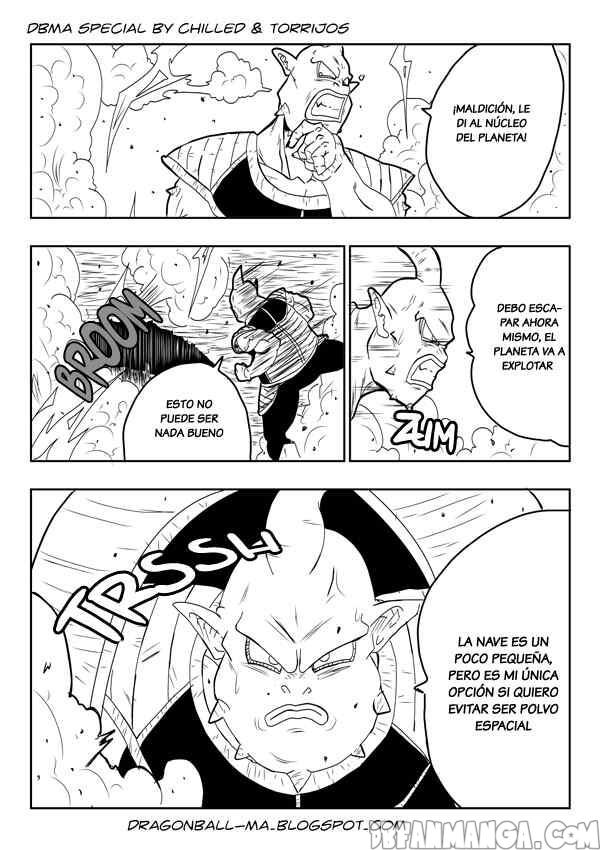 DBMA SPECIAL BY CHILLED & TORRIJOS
¡MALDICIÓN, LE
DI AL NÚCLEO
DEL PLANETA!
BROOM
ESTO NO
PUEDE SER
NADA BUENO
DEBO ESCA-
PAR AHORA
MISMO, EL
PLANETA VA A
EXPLOTAR
ZUM
TRSSH
LA NAVE ES UN
POCO PEQUEÑA,
PERO ES MI ÚNICA
OPCIÓN SI QUIERO
EVITAR SER POLVO
ESPACIAL
DRAGONBALL-MA.BLOGSPOT.COM
DBFANMANGA.COM